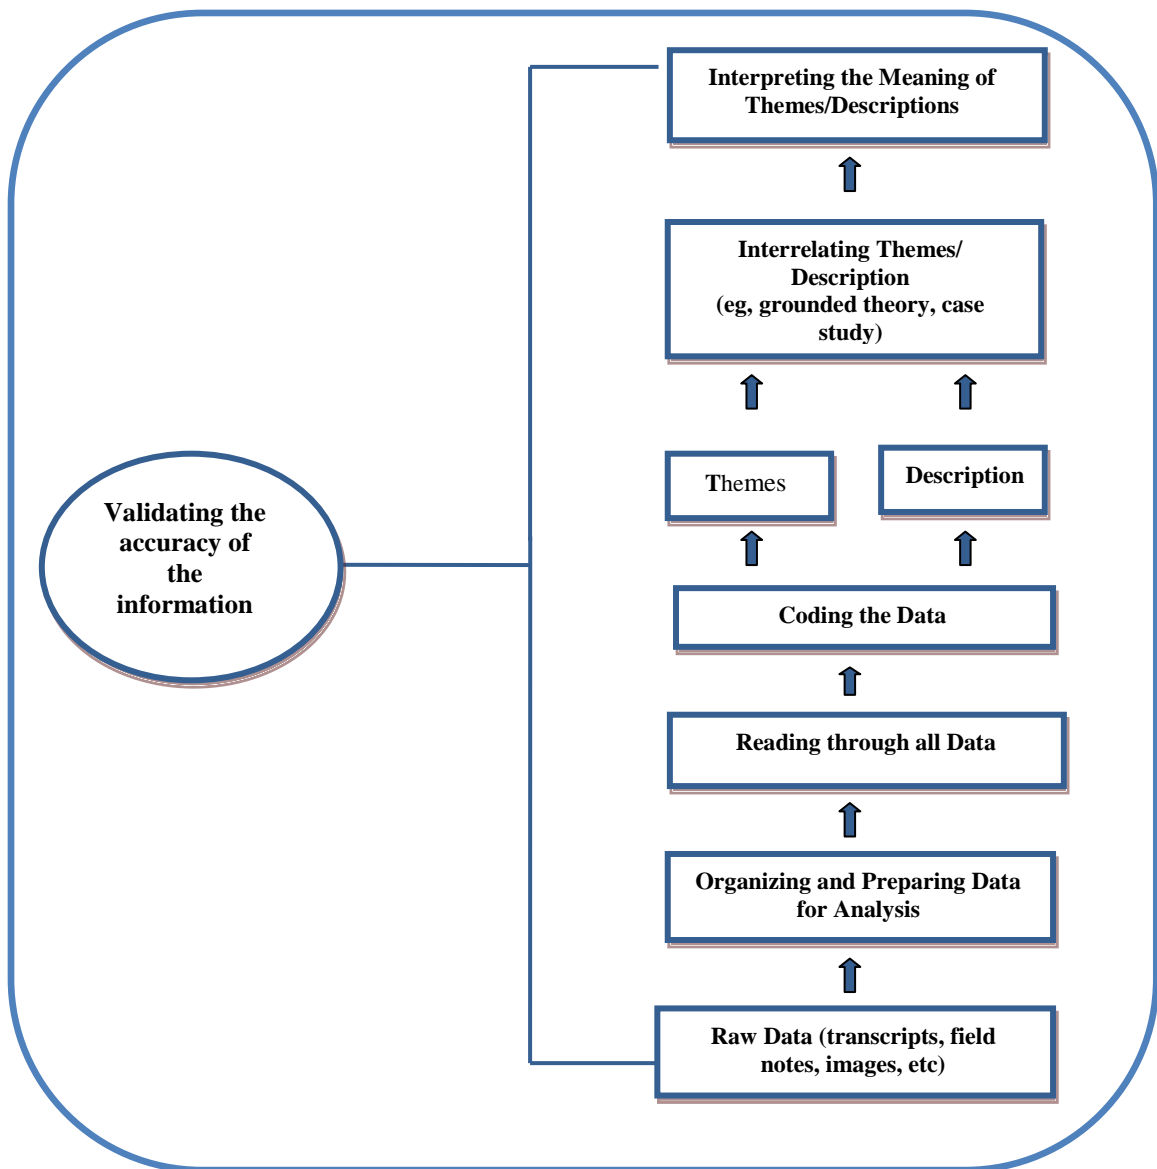 Interpreting the Meaning of
Themes/Descriptions
Interrelating Themes/
Description
(eg, grounded theory, case
study)
Themes
Description
Validating the
accuracy of
the
information
Coding the Data
Reading through all Data
Organizing and Preparing Data
for Analysis
Raw Data (transcripts, field
notes, images, etc)